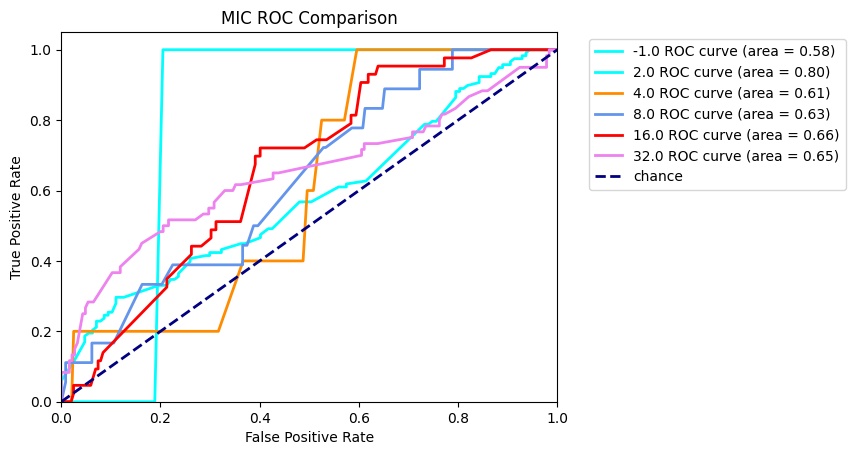 MIC ROC Comparison
1.0
0.8
0.6
0.4
0.2
0.0
True Positive Rate
0.0 0.2 0.4 0.6 0.8 1.0
False Positive Rate
-1.0 ROC curve (area = 0.58)
2.0 ROC curve (area = 0.80)
4.0 ROC curve (area = 0.61)
8.0 ROC curve (area = 0.63)
16.0 ROC curve (area = 0.66)
32.0 ROC curve (area = 0.65)
chance